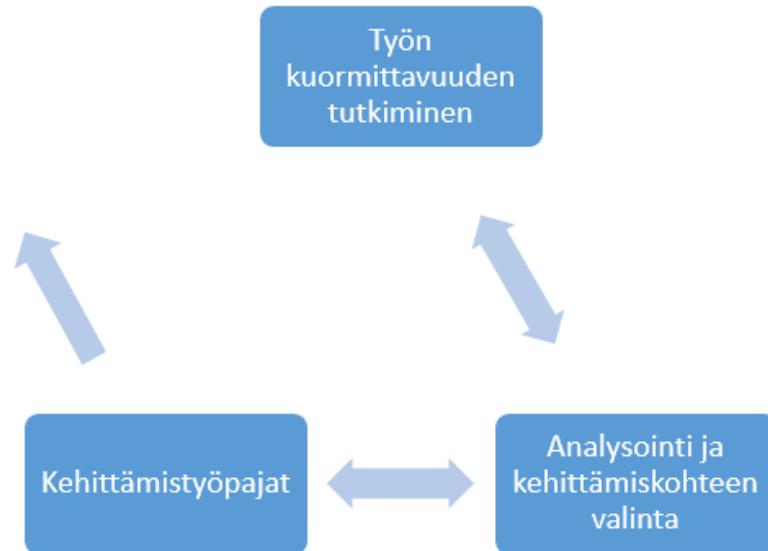 Työn
kuormittavuuden
tutkiminen
Kehittämistyöpajat
Analysointi ja
kehittämiskohteen
valinta